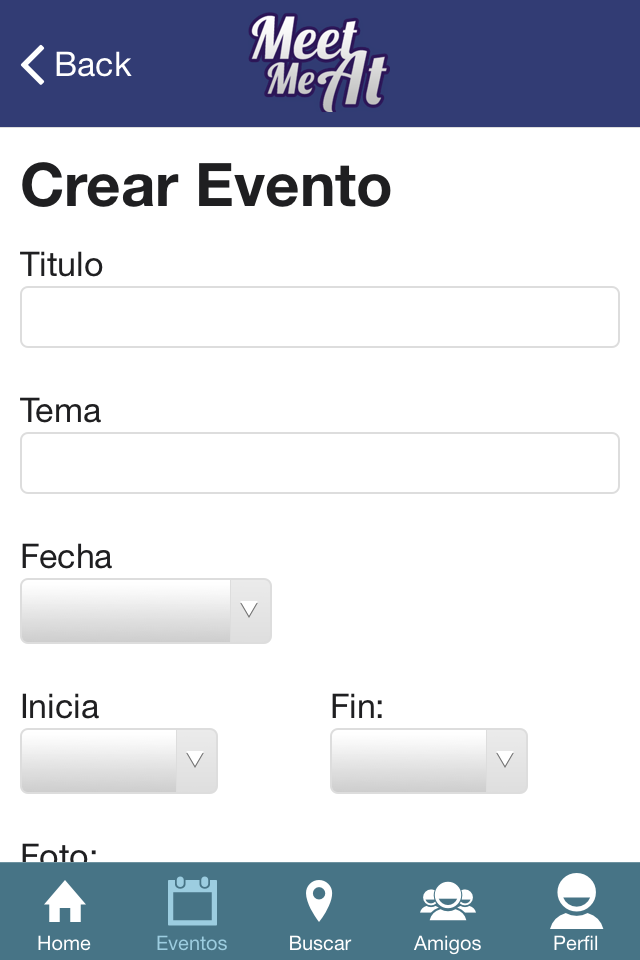 Back
Meet
Me At
Crear Evento
Titulo
Tema
Fecha
Inicia Fin:
Foto:
Home Eventos Buscar Amigos Perfil